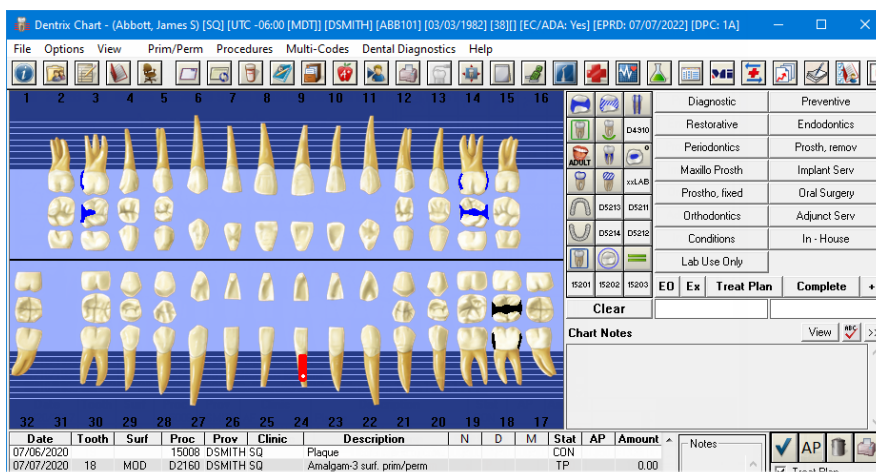 Dentrix Chart - (Abbott, James S) [SQ] [UTC -06:00 [MDT]] [DSMITH] [ABB101] [03/03/1982] [38][] [EC/ADA: Yes] [EPRD: 07/07/2022] [DPC: 1A]
File Options View Prim/Perm Procedures Multi-Codes Dental Diagnostics Help
1 2 3 4 5 6 7 8 9 10 11 12 13 14 15 16
Diagnostic Preventive
D4910 Restorative Endodontics
ADULT Periodontics Prosth, remov
xxLAB Maxillo Prosth Implant Serv
Prostho, fixed Oral Surgery
D5213 D5211 Orthodontics Adjunct Serv
D5214 D5212 Conditions In - House
Lab Use Only
15201 15202 15203 EO Ex Treat Plan Complete +
Clear
Chart Notes View ABC >>
32 31 30 29 28 27 26 25 24 23 22 21 20 19 18 17
Date Tooth Surf Proc Prov Clinic Description N D M Stat AP Amount Notes
07/06/2020 15008 DSMITH SQ Plaque CON AP
07/07/2020 18 MOD D2160 DSMITH SQ Amalgam-3 surf. prim/perm TP 0.00 Treat Plan